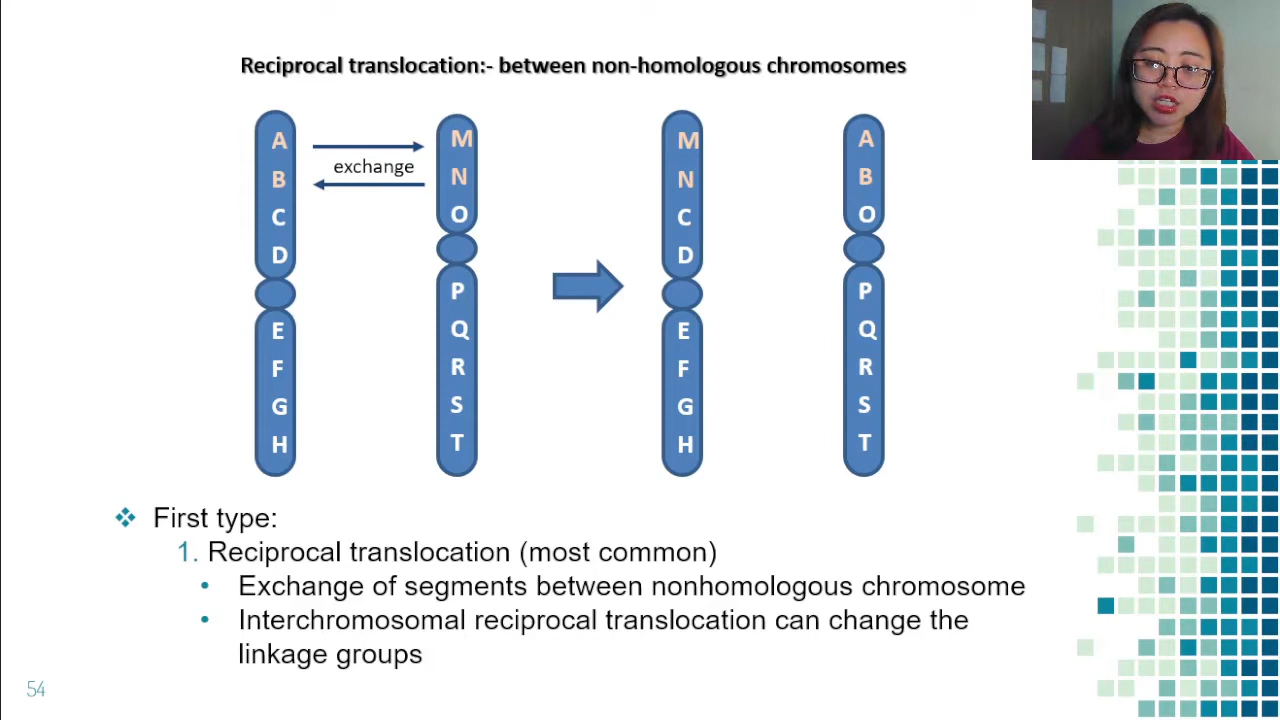 Reciprocal translocation:- between non-homologous chromosomes
A
B
C
D
E
F
G
H
exchange
M
N
O
P
Q
R
S
T
M
N
C
D
E
F
G
H
A
B
O
P
Q
R
S
T
❖ First type:
1. Reciprocal translocation (most common)
• Exchange of segments between nonhomologous chromosome
• Interchromosomal reciprocal translocation can change the
linkage groups
54